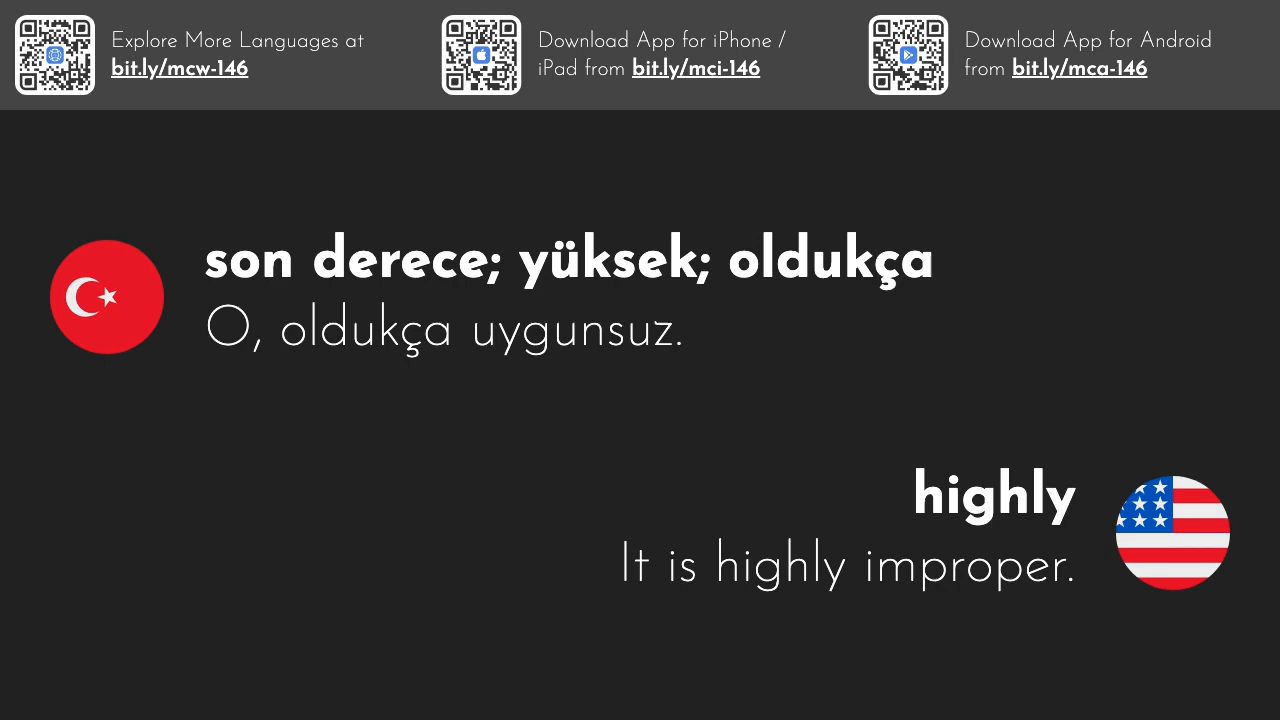 Explore More Languages at
bit.ly/mcw-146
Download App for iPhone /
iPad from bit.ly/mci-146
Download App for Android
from bit.ly/mca-146
son derece; yüksek; oldukça
O, oldukça uygunsuz.
highly
It is highly improper.